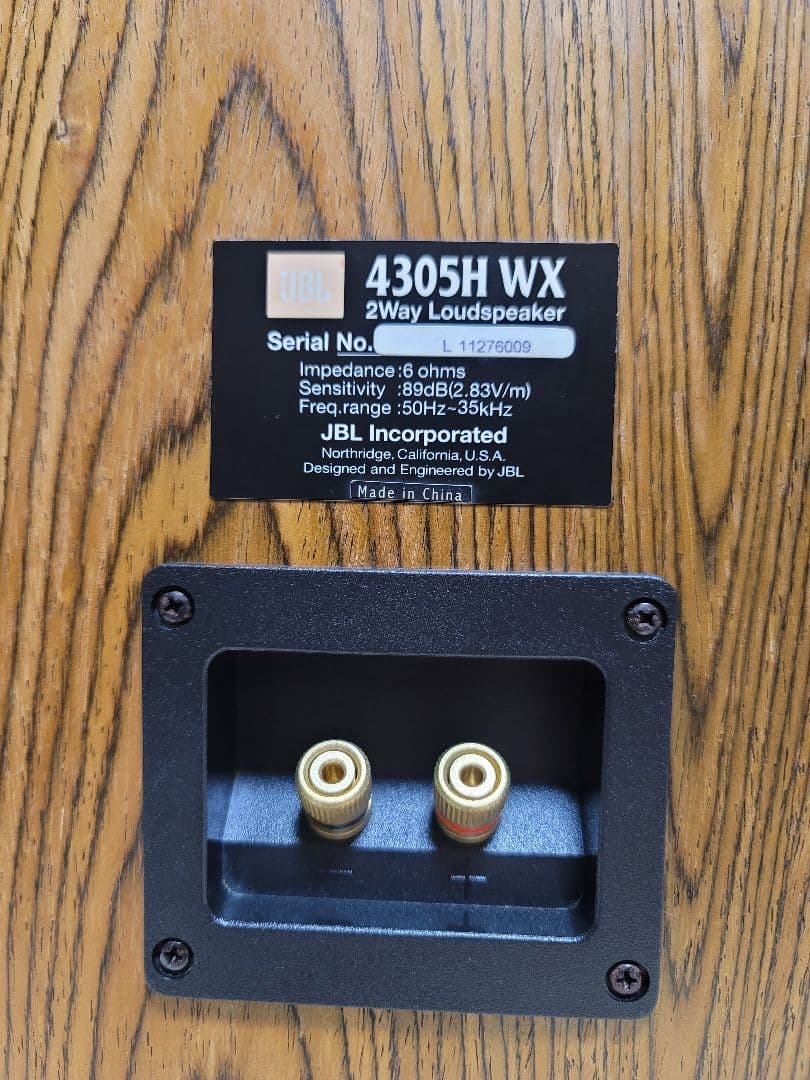 JBL
4305H WX
2Way Loudspeaker
Serial No. L 11276009
Impedance :6 ohms
Sensitivity :89dB(2.83V/m)
Freq.range :50Hz~35kHz
JBL Incorporated
Northridge, California, U.S.A.
Designed and Engineered by JBL
Made in China
− +